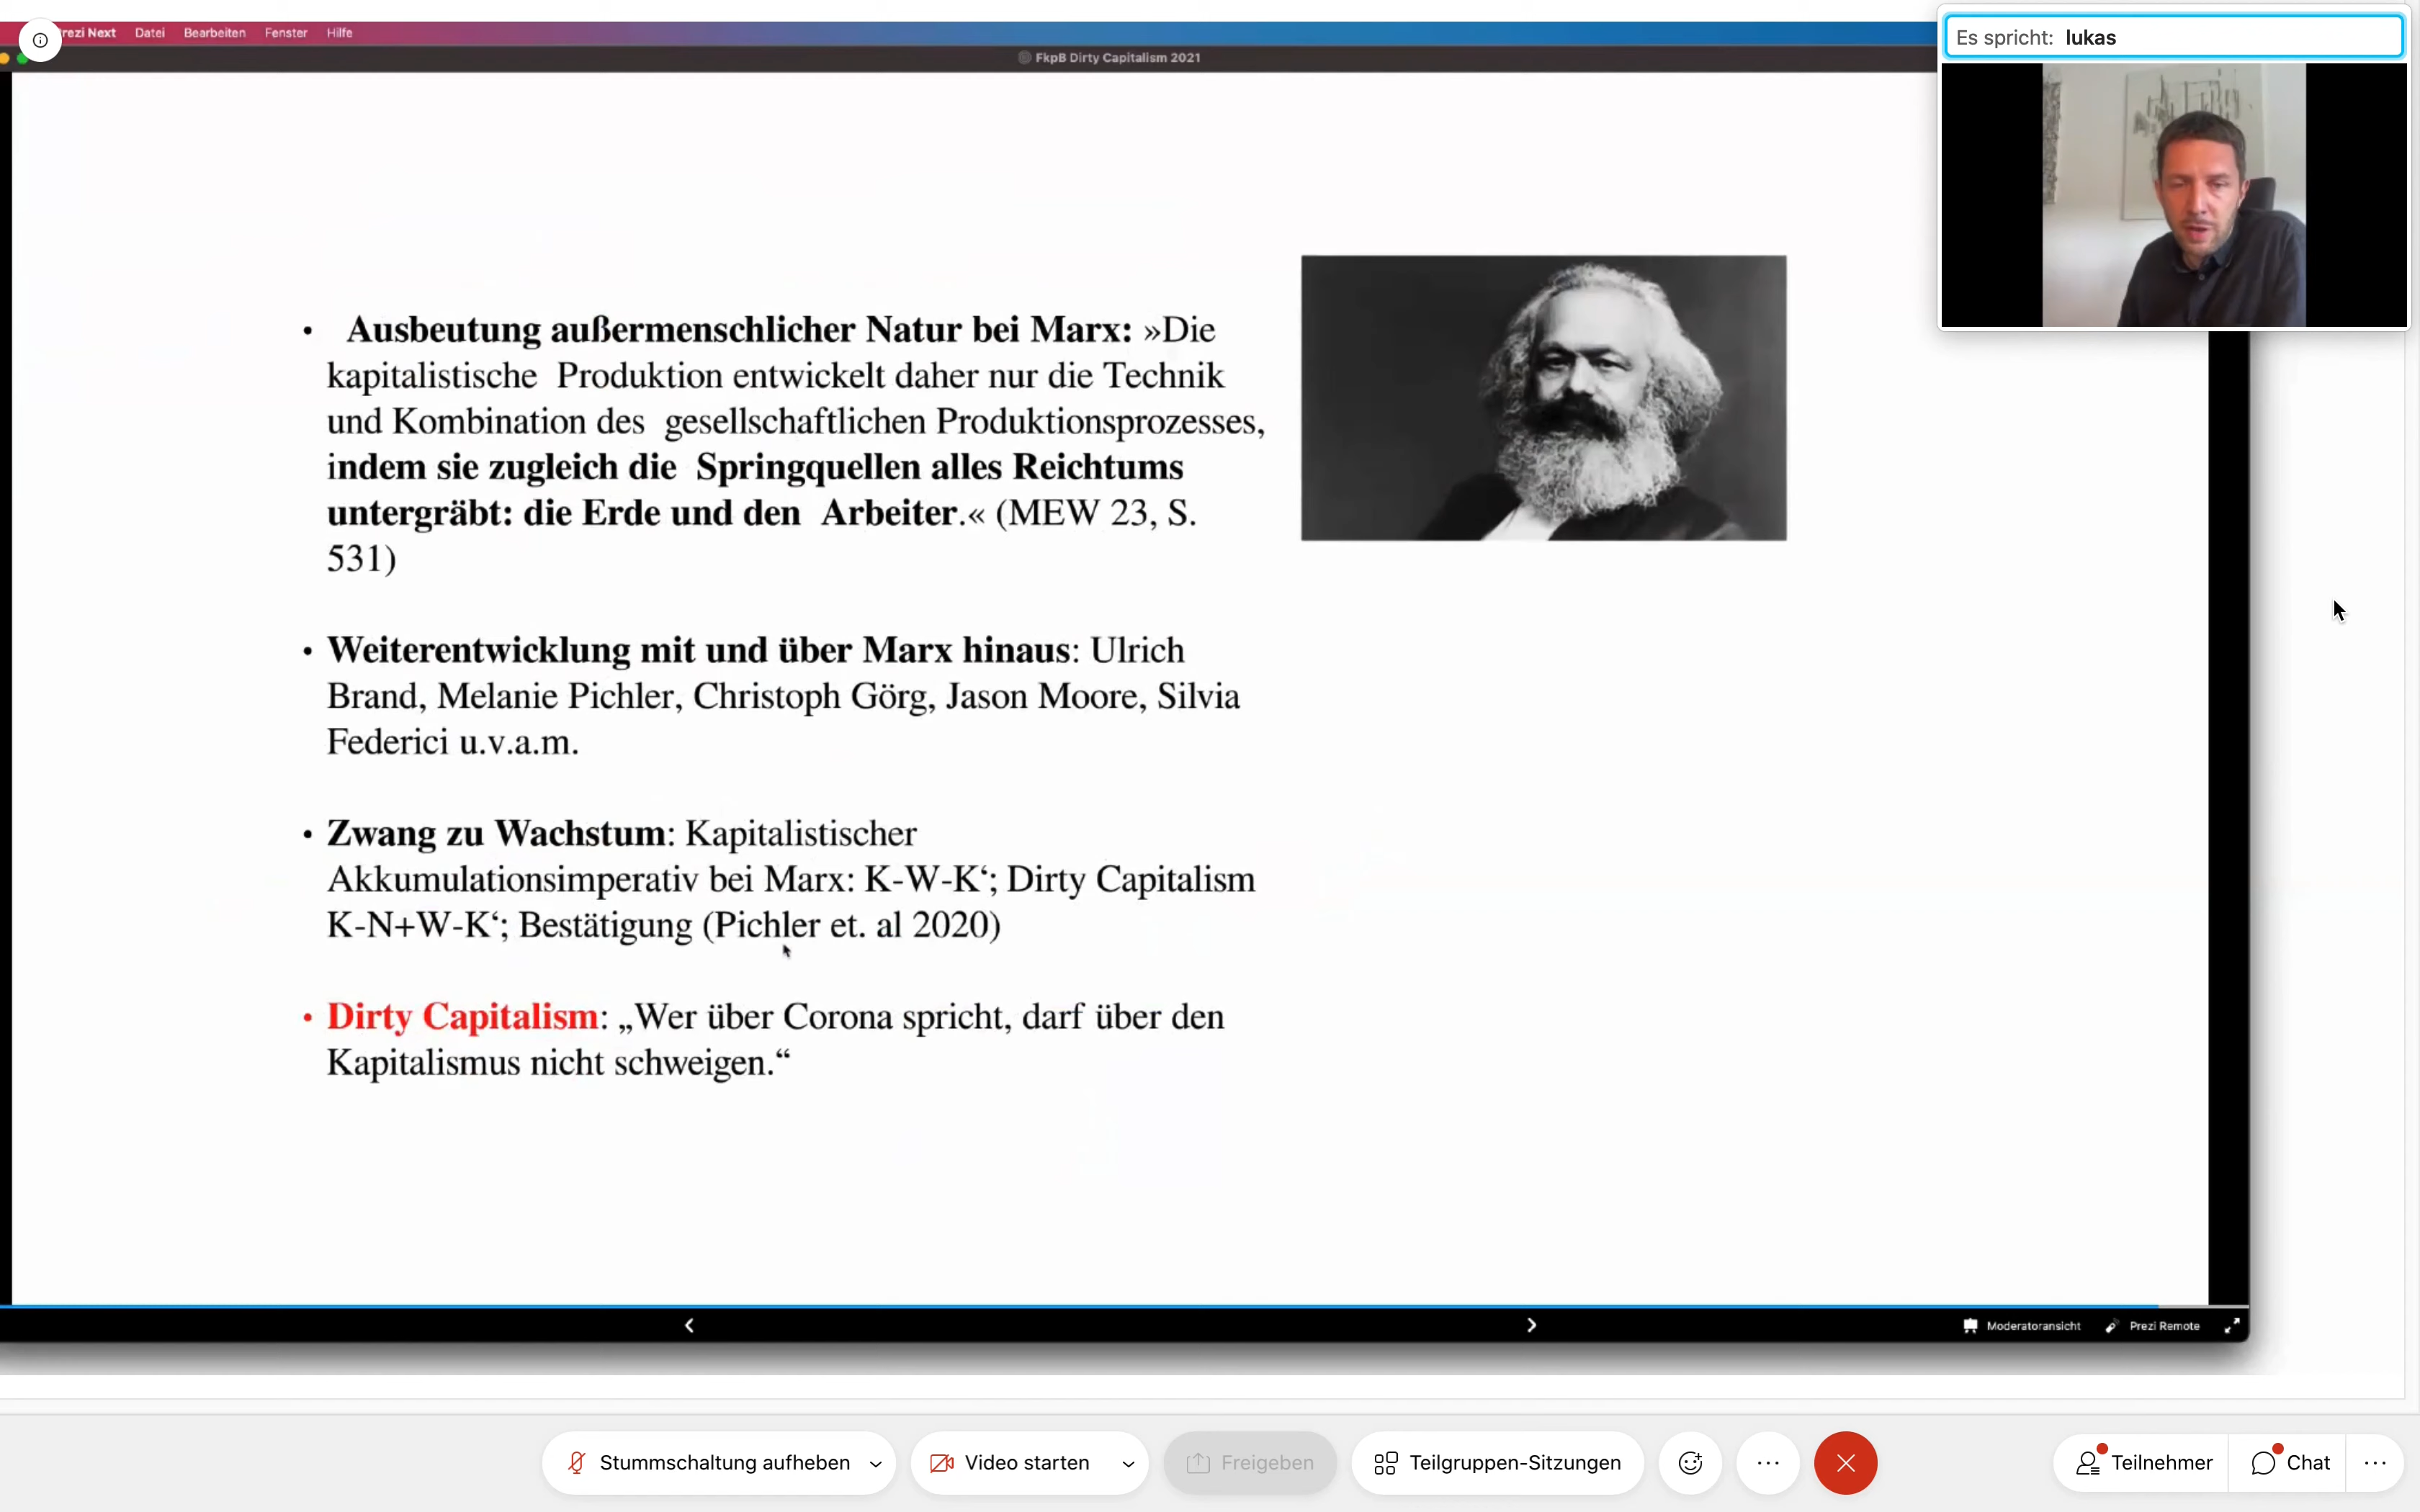 Prezi Next Datei Bearbeiten Fenster Hilfe
FkpB Dirty Capitalism 2021
Es spricht: lukas
• Ausbeutung außermenschlicher Natur bei Marx: »Die
kapitalistische Produktion entwickelt daher nur die Technik
und Kombination des gesellschaftlichen Produktionsprozesses,
indem sie zugleich die Springquellen alles Reichtums
untergräbt: die Erde und den Arbeiter.« (MEW 23, S.
531)
• Weiterentwicklung mit und über Marx hinaus: Ulrich
Brand, Melanie Pichler, Christoph Görg, Jason Moore, Silvia
Federici u.v.a.m.
• Zwang zu Wachstum: Kapitalistischer
Akkumulationsimperativ bei Marx: K-W-K‘; Dirty Capitalism
K-N+W-K‘; Bestätigung (Pichler et. al 2020)
• Dirty Capitalism: „Wer über Corona spricht, darf über den
Kapitalismus nicht schweigen.“
Moderatoransicht Prezi Remote
Stummschaltung aufheben Video starten Freigeben Teilgruppen-Sitzungen Teilnehmer Chat